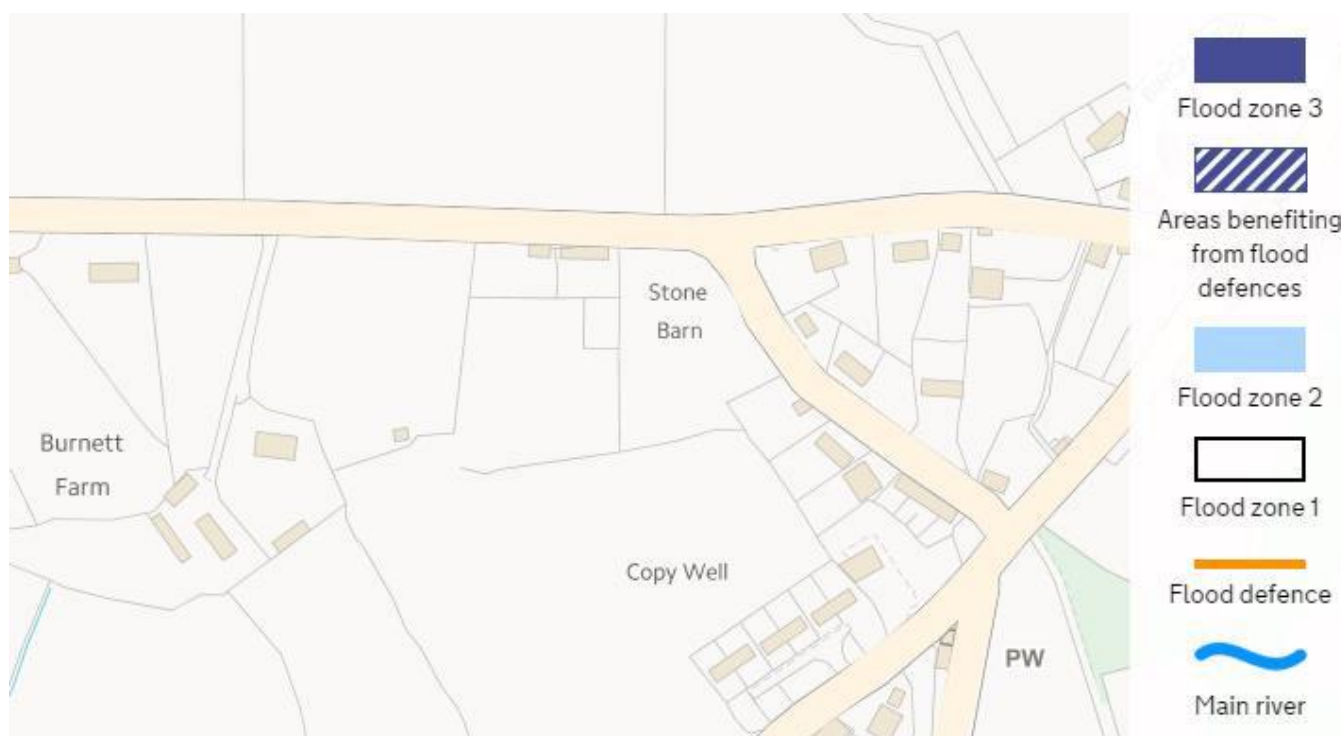 Stone
Barn
Burnett
Farm
Copy Well
PW
Flood zone 3
Areas benefiting
from flood
defences
Flood zone 2
Flood zone 1
Flood defence
Main river